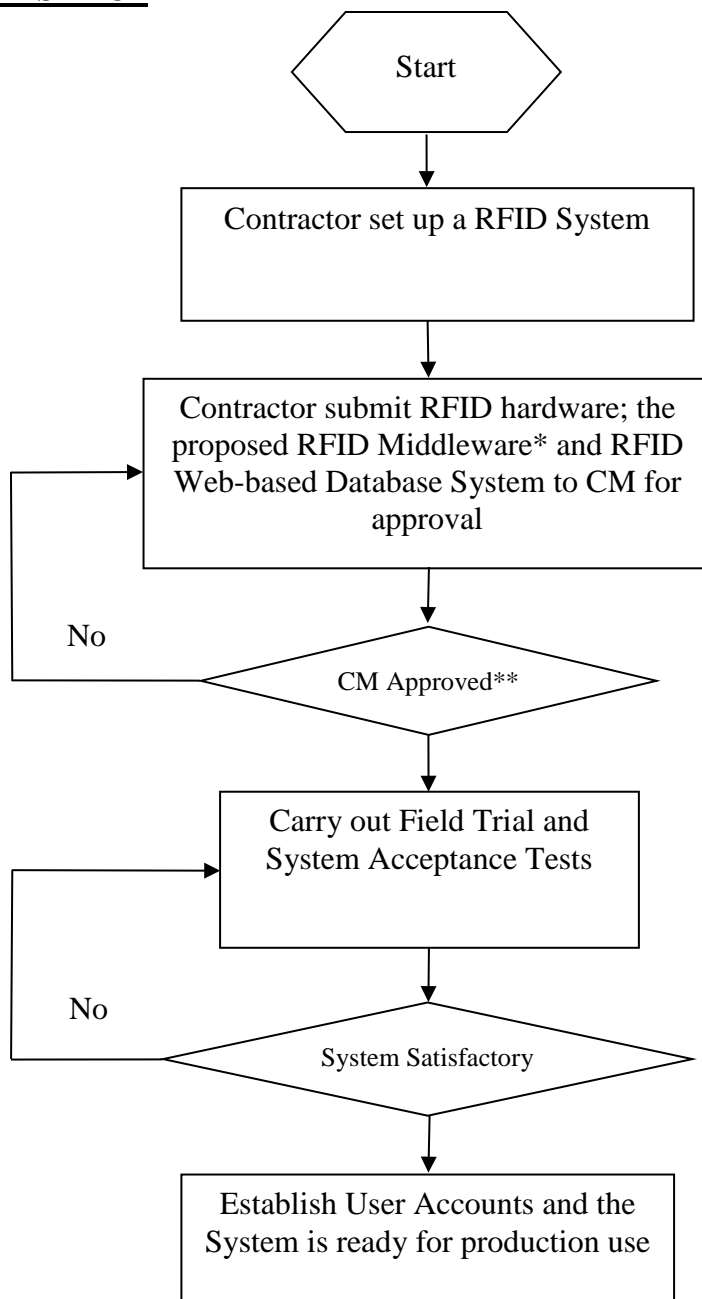 Start
Contractor set up a RFID System
Contractor submit RFID hardware; the
proposed RFID Middleware* and RFID
Web-based Database System to CM for
approval
No
CM Approved**
Carry out Field Trial and
System Acceptance Tests
No
System Satisfactory
Establish User Accounts and the
System is ready for production use